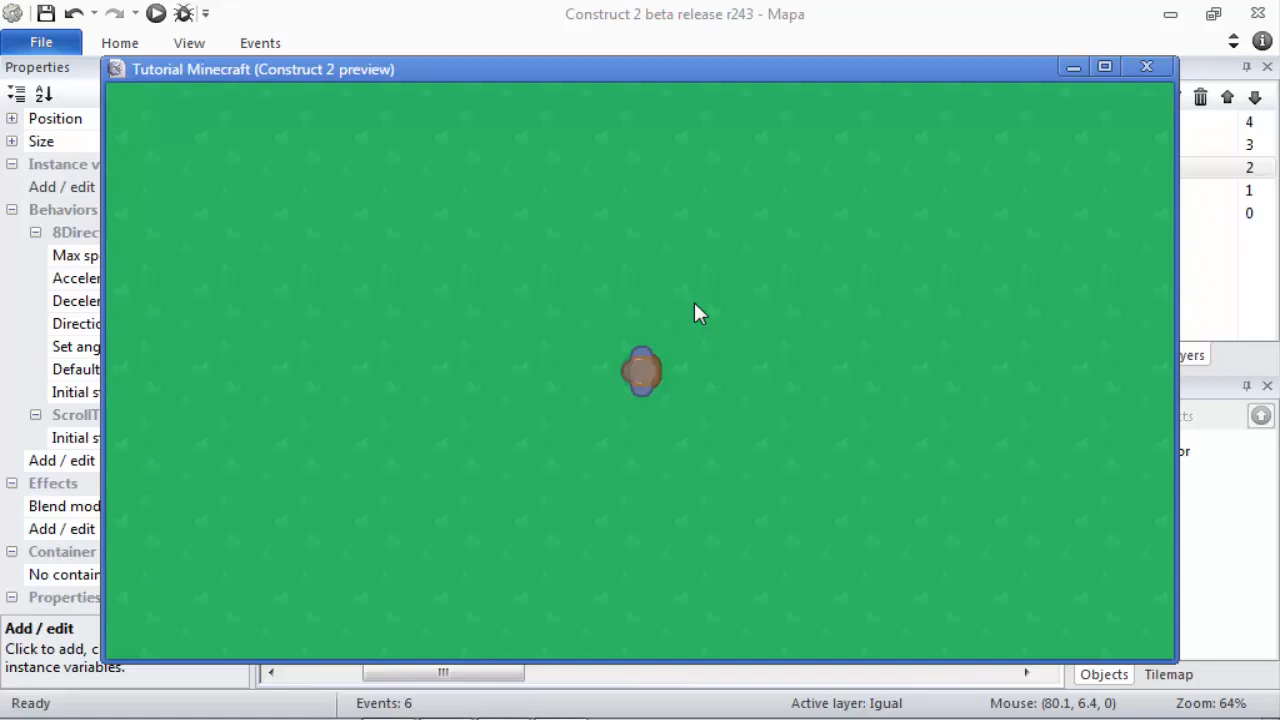 Construct 2 beta release r243 - Mapa
File Home View Events
Properties
Tutorial Minecraft (Construct 2 preview)
Position
Size
Instance v
Add / edit
Behaviors
8Direc
Max sp
Acceler
Deceler
Directio
Set ang
Default
Initial s
ScrollT
Initial s
Add / edit
Effects
Blend mod
Add / edit
Container
No contain
Properties
Add / edit
Click to add, c
instance variables.
4
3
2
1
0
yers
cts
or
Objects Tilemap
Ready
Events: 6
Active layer: Igual
Mouse: (80.1, 6.4, 0)
Zoom: 64%